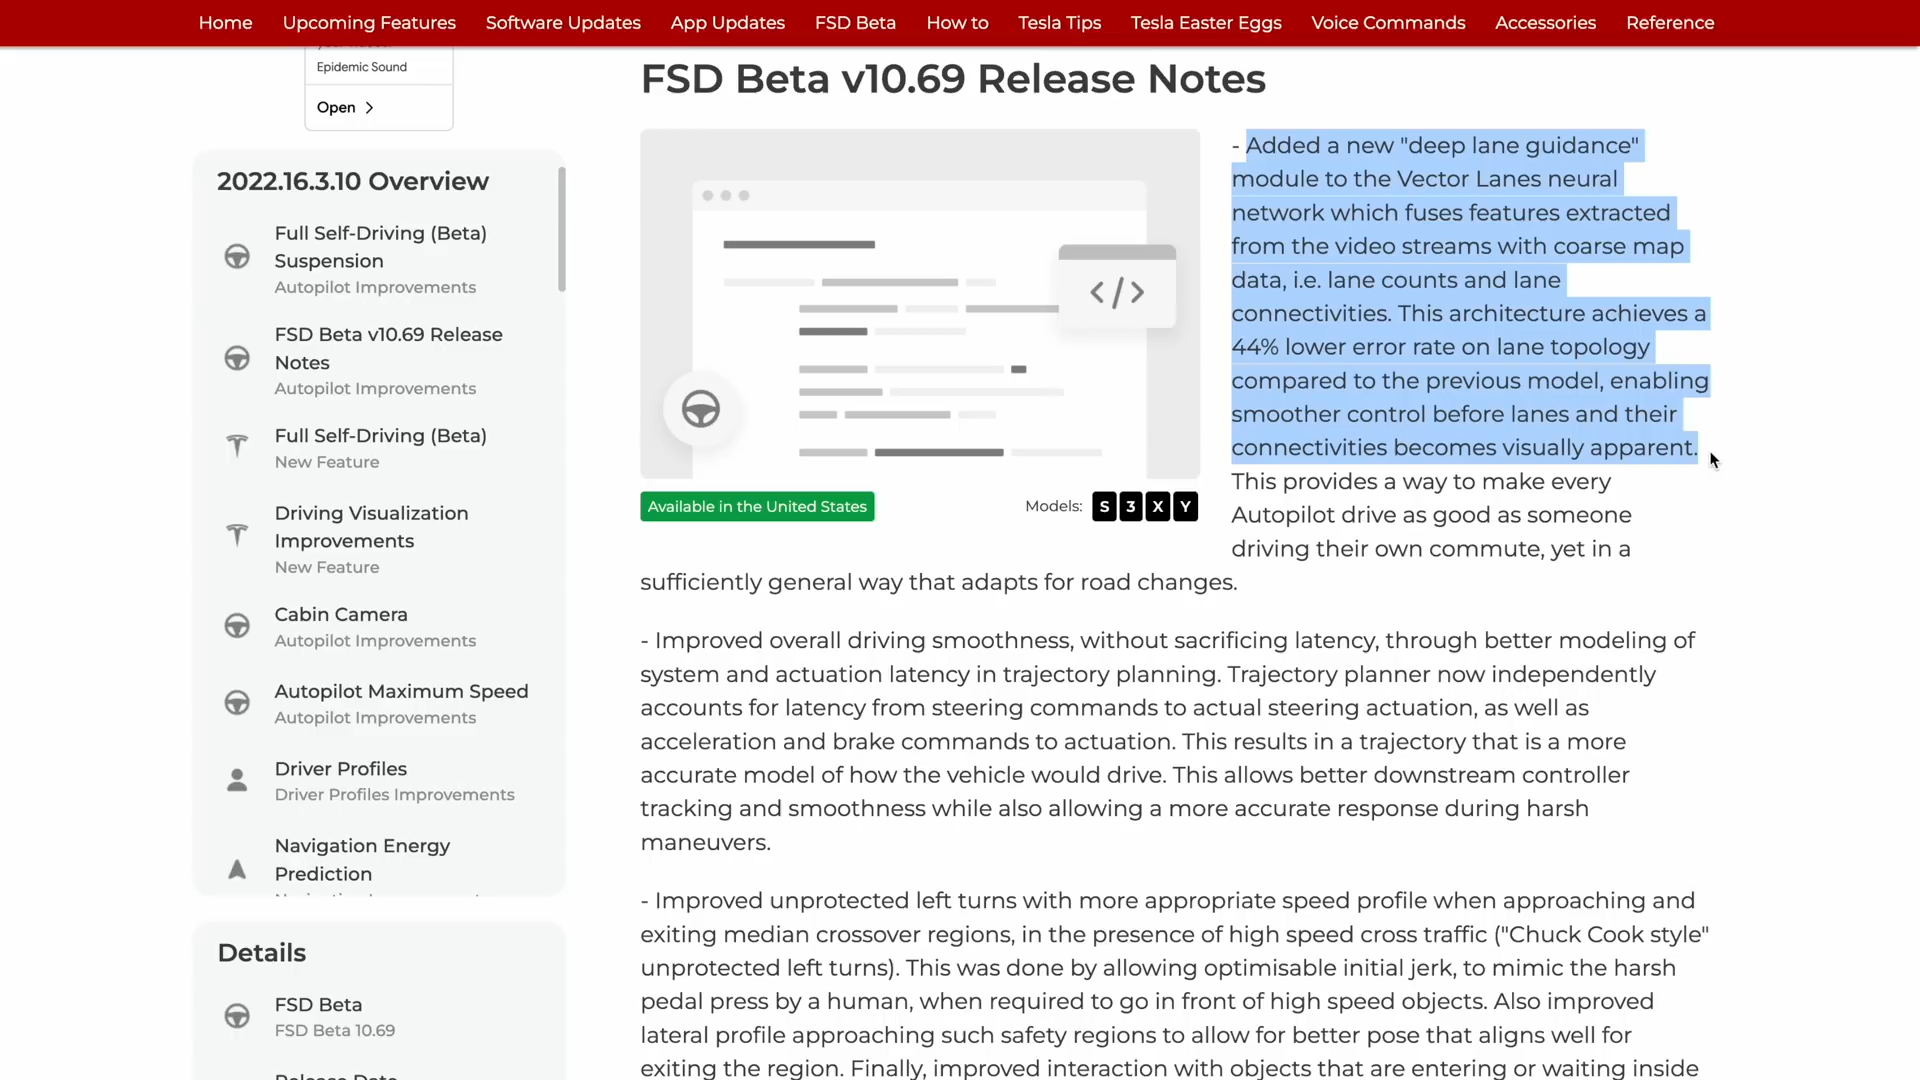 Home Upcoming Features Software Updates App Updates FSD Beta How to Tesla Tips Tesla Easter Eggs Voice Commands Accessories Reference
Epidemic Sound
Open
2022.16.3.10 Overview
Full Self-Driving (Beta)
Suspension
Autopilot Improvements
FSD Beta v10.69 Release
Notes
Autopilot Improvements
Full Self-Driving (Beta)
New Feature
Driving Visualization
Improvements
New Feature
Cabin Camera
Autopilot Improvements
Autopilot Maximum Speed
Autopilot Improvements
Driver Profiles
Driver Profiles Improvements
Navigation Energy
Prediction
Details
FSD Beta
FSD Beta 10.69
Release Date
FSD Beta v10.69 Release Notes
</>
Available in the United States
Models: S 3 X Y
- Added a new "deep lane guidance"
module to the Vector Lanes neural
network which fuses features extracted
from the video streams with coarse map
data, i.e. lane counts and lane
connectivities. This architecture achieves a
44% lower error rate on lane topology
compared to the previous model, enabling
smoother control before lanes and their
connectivities becomes visually apparent.
This provides a way to make every
Autopilot drive as good as someone
driving their own commute, yet in a
sufficiently general way that adapts for road changes.
- Improved overall driving smoothness, without sacrificing latency, through better modeling of
system and actuation latency in trajectory planning. Trajectory planner now independently
accounts for latency from steering commands to actual steering actuation, as well as
acceleration and brake commands to actuation. This results in a trajectory that is a more
accurate model of how the vehicle would drive. This allows better downstream controller
tracking and smoothness while also allowing a more accurate response during harsh
maneuvers.
- Improved unprotected left turns with more appropriate speed profile when approaching and
exiting median crossover regions, in the presence of high speed cross traffic ("Chuck Cook style"
unprotected left turns). This was done by allowing optimisable initial jerk, to mimic the harsh
pedal press by a human, when required to go in front of high speed objects. Also improved
lateral profile approaching such safety regions to allow for better pose that aligns well for
exiting the region. Finally, improved interaction with objects that are entering or waiting inside